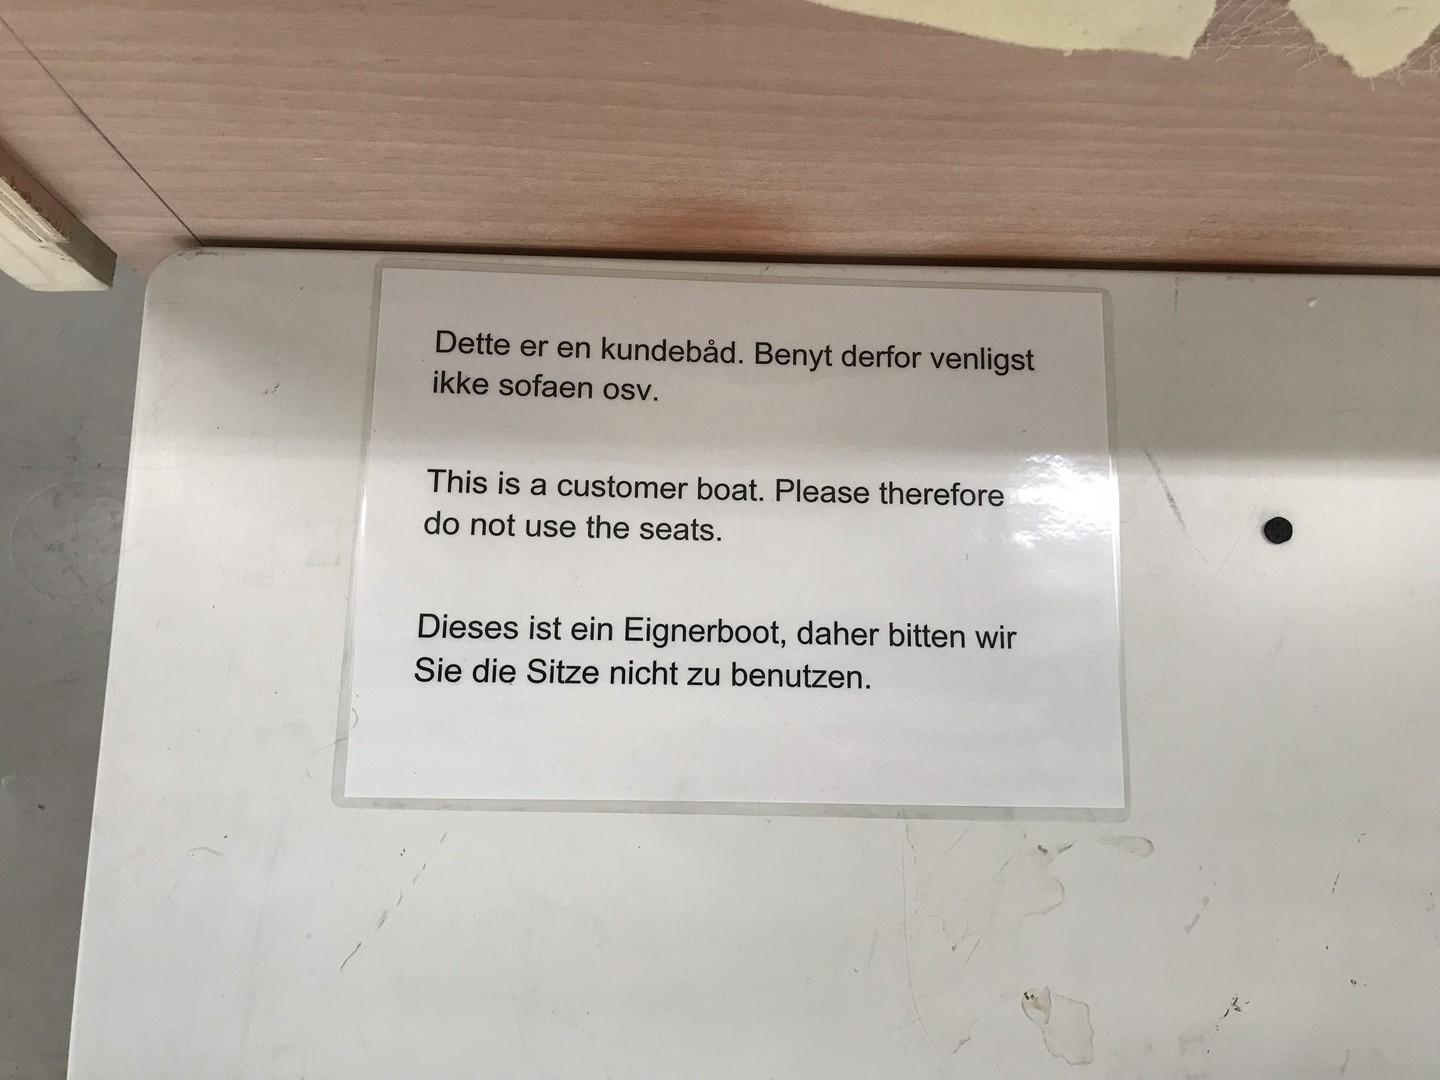 Dette er en kundebåd. Benyt derfor venligst
ikke sofaen osv.
This is a customer boat. Please therefore
do not use the seats.
Dieses ist ein Eignerboot, daher bitten wir
Sie die Sitze nicht zu benutzen.